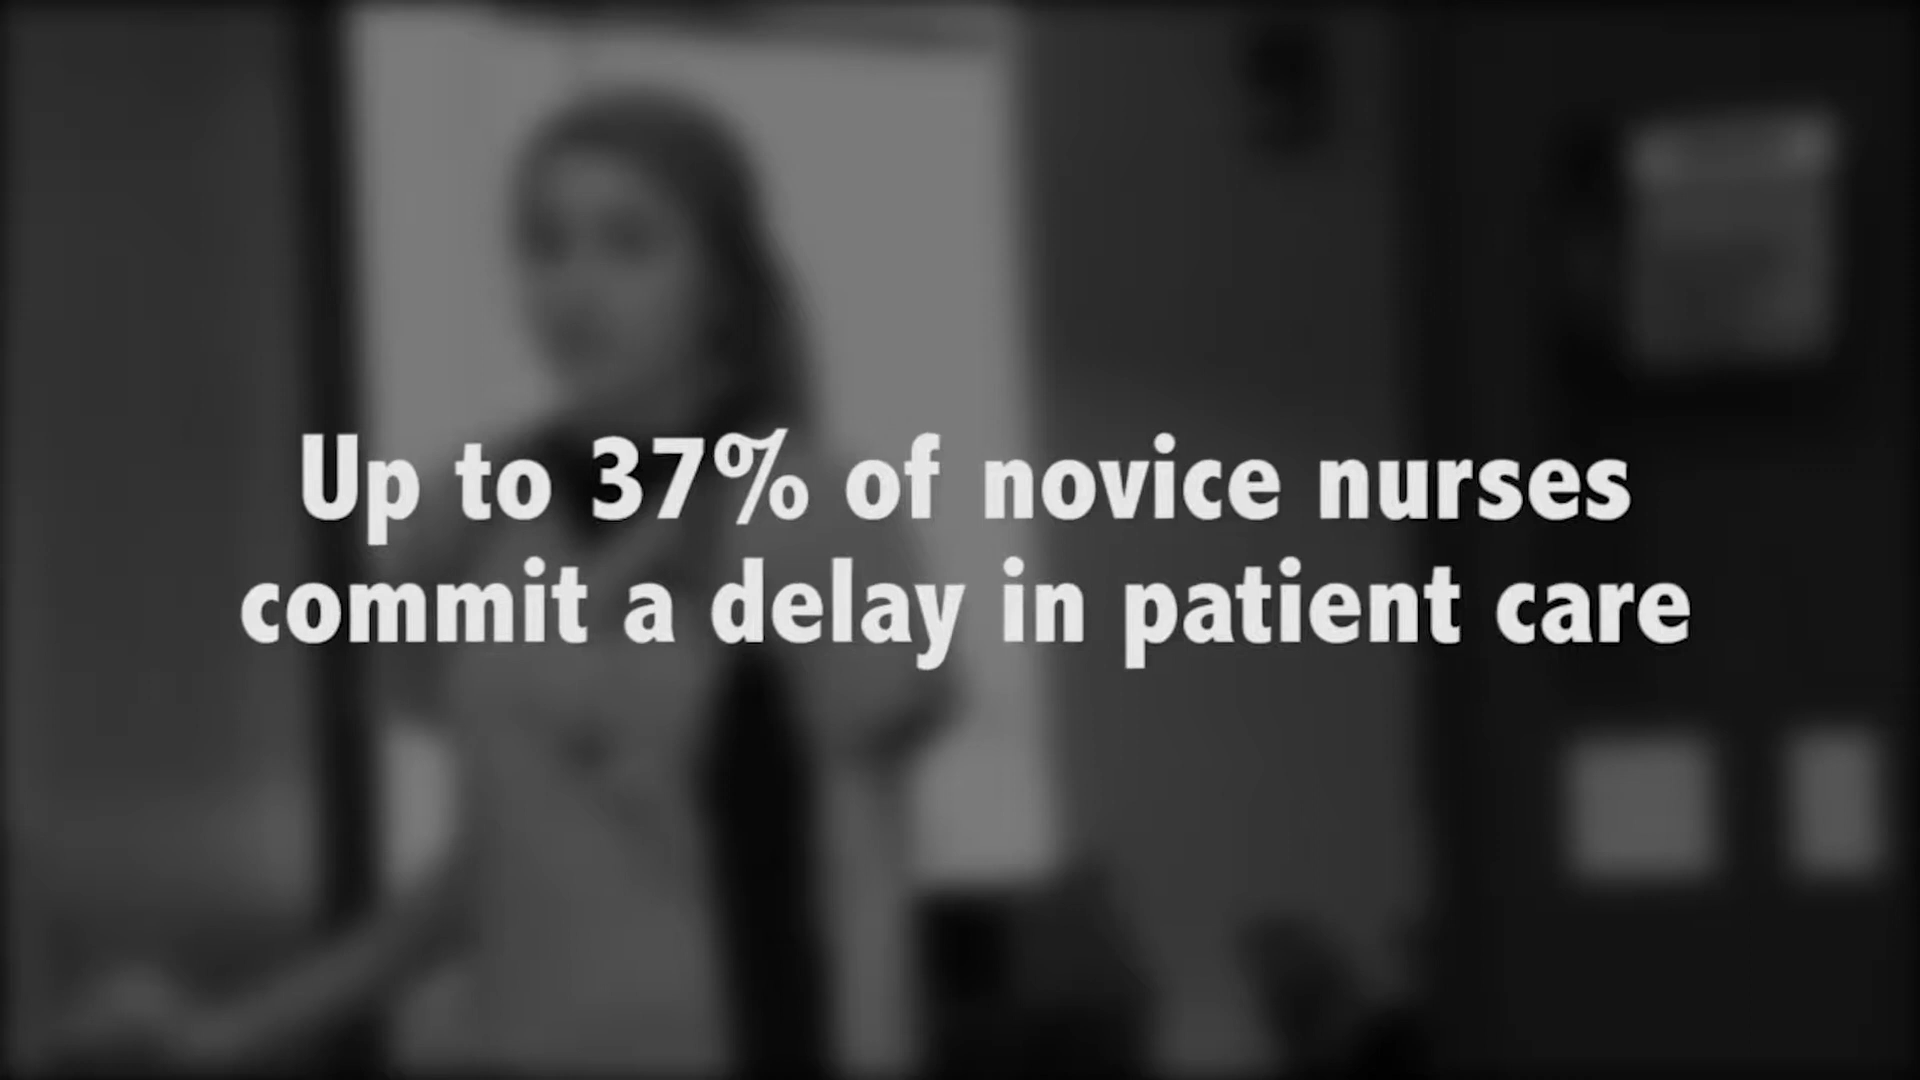 Up to 37% of novice nurses
commit a delay in patient care